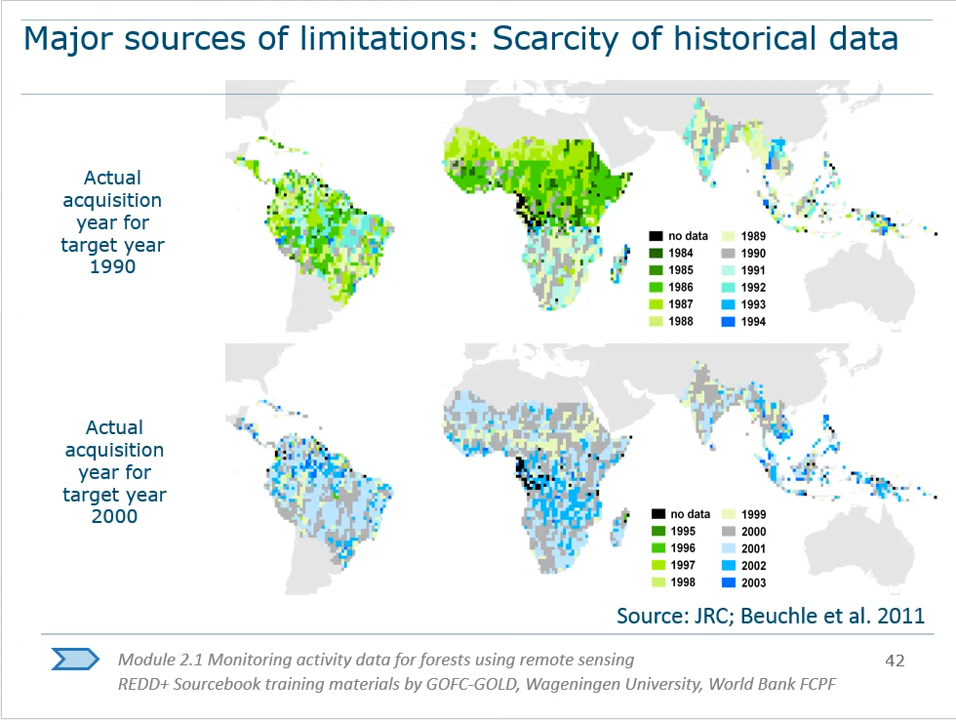 Major sources of limitations: Scarcity of historical data
Actual
acquisition
year for
target year
1990
no data
1984
1985
1986
1987
1988
1989
1990
1991
1992
1993
1994
Actual
acquisition
year for
target year
2000
no data
1995
1996
1997
1998
1999
2000
2001
2002
2003
Source: JRC; Beuchle et al. 2011
Module 2.1 Monitoring activity data for forests using remote sensing
REDD+ Sourcebook training materials by GOFC-GOLD, Wageningen University, World Bank FCPF
42